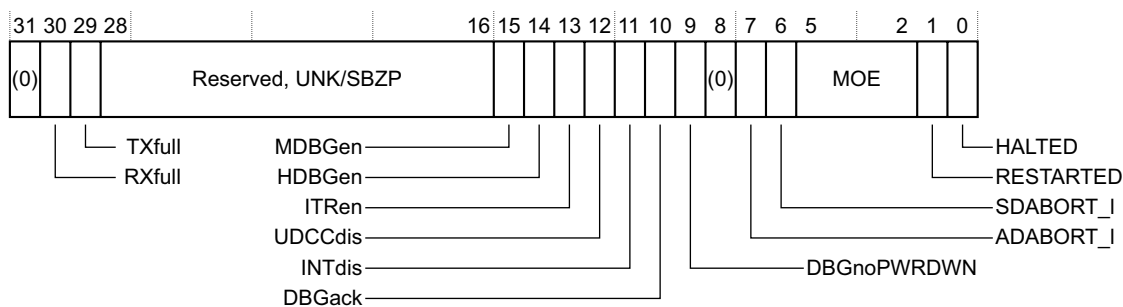 31 30 29 28 16 15 14 13 12 11 10 9 8 7 6 5 2 1 0
(0) Reserved, UNK/SBZP (0) MOE
TXfull MDBGen HALTED
RXfull HDBGen RESTARTED
ITRen SDABORT_l
UDCCdis ADABORT_l
INTdis DBGnoPWRDWN
DBGack